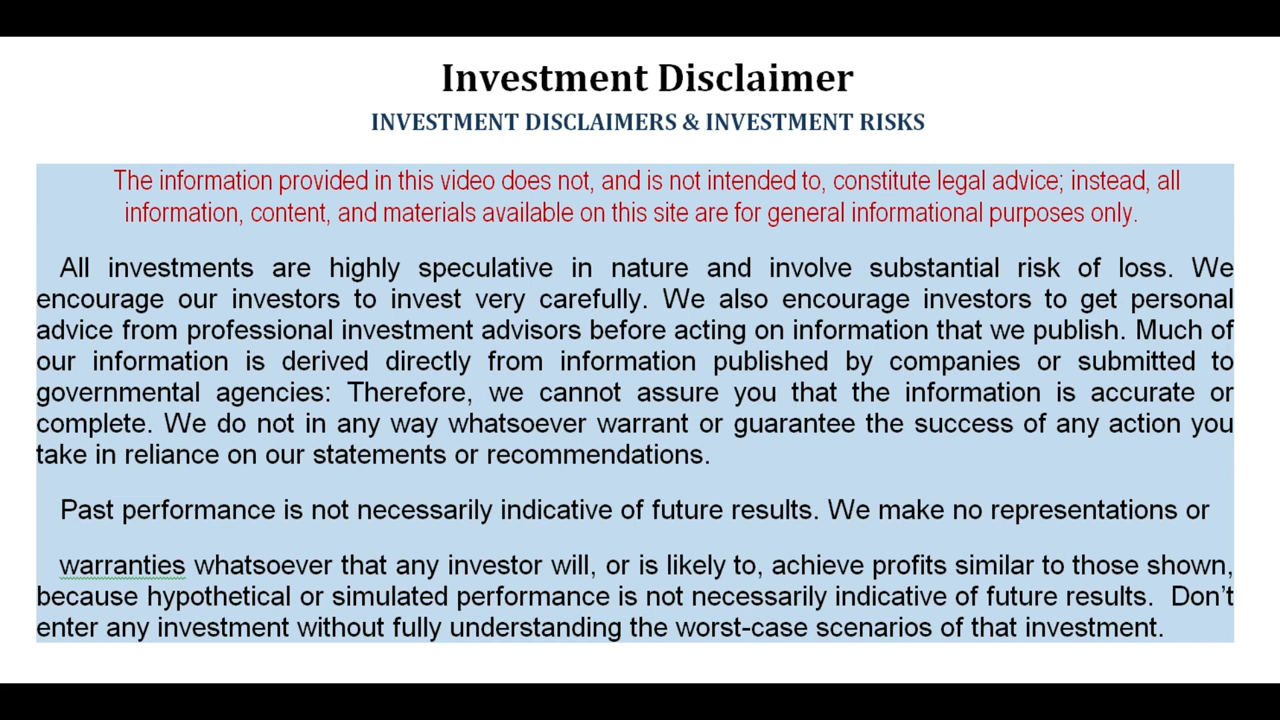 Investment Disclaimer
INVESTMENT DISCLAIMERS & INVESTMENT RISKS
The information provided in this video does not, and is not intended to, constitute legal advice; instead, all
information, content, and materials available on this site are for general informational purposes only.
All investments are highly speculative in nature and involve substantial risk of loss. We
encourage our investors to invest very carefully. We also encourage investors to get personal
advice from professional investment advisors before acting on information that we publish. Much of
our information is derived directly from information published by companies or submitted to
governmental agencies: Therefore, we cannot assure you that the information is accurate or
complete. We do not in any way whatsoever warrant or guarantee the success of any action you
take in reliance on our statements or recommendations.
Past performance is not necessarily indicative of future results. We make no representations or
warranties whatsoever that any investor will, or is likely to, achieve profits similar to those shown,
because hypothetical or simulated performance is not necessarily indicative of future results.  Don’t
enter any investment without fully understanding the worst-case scenarios of that investment.